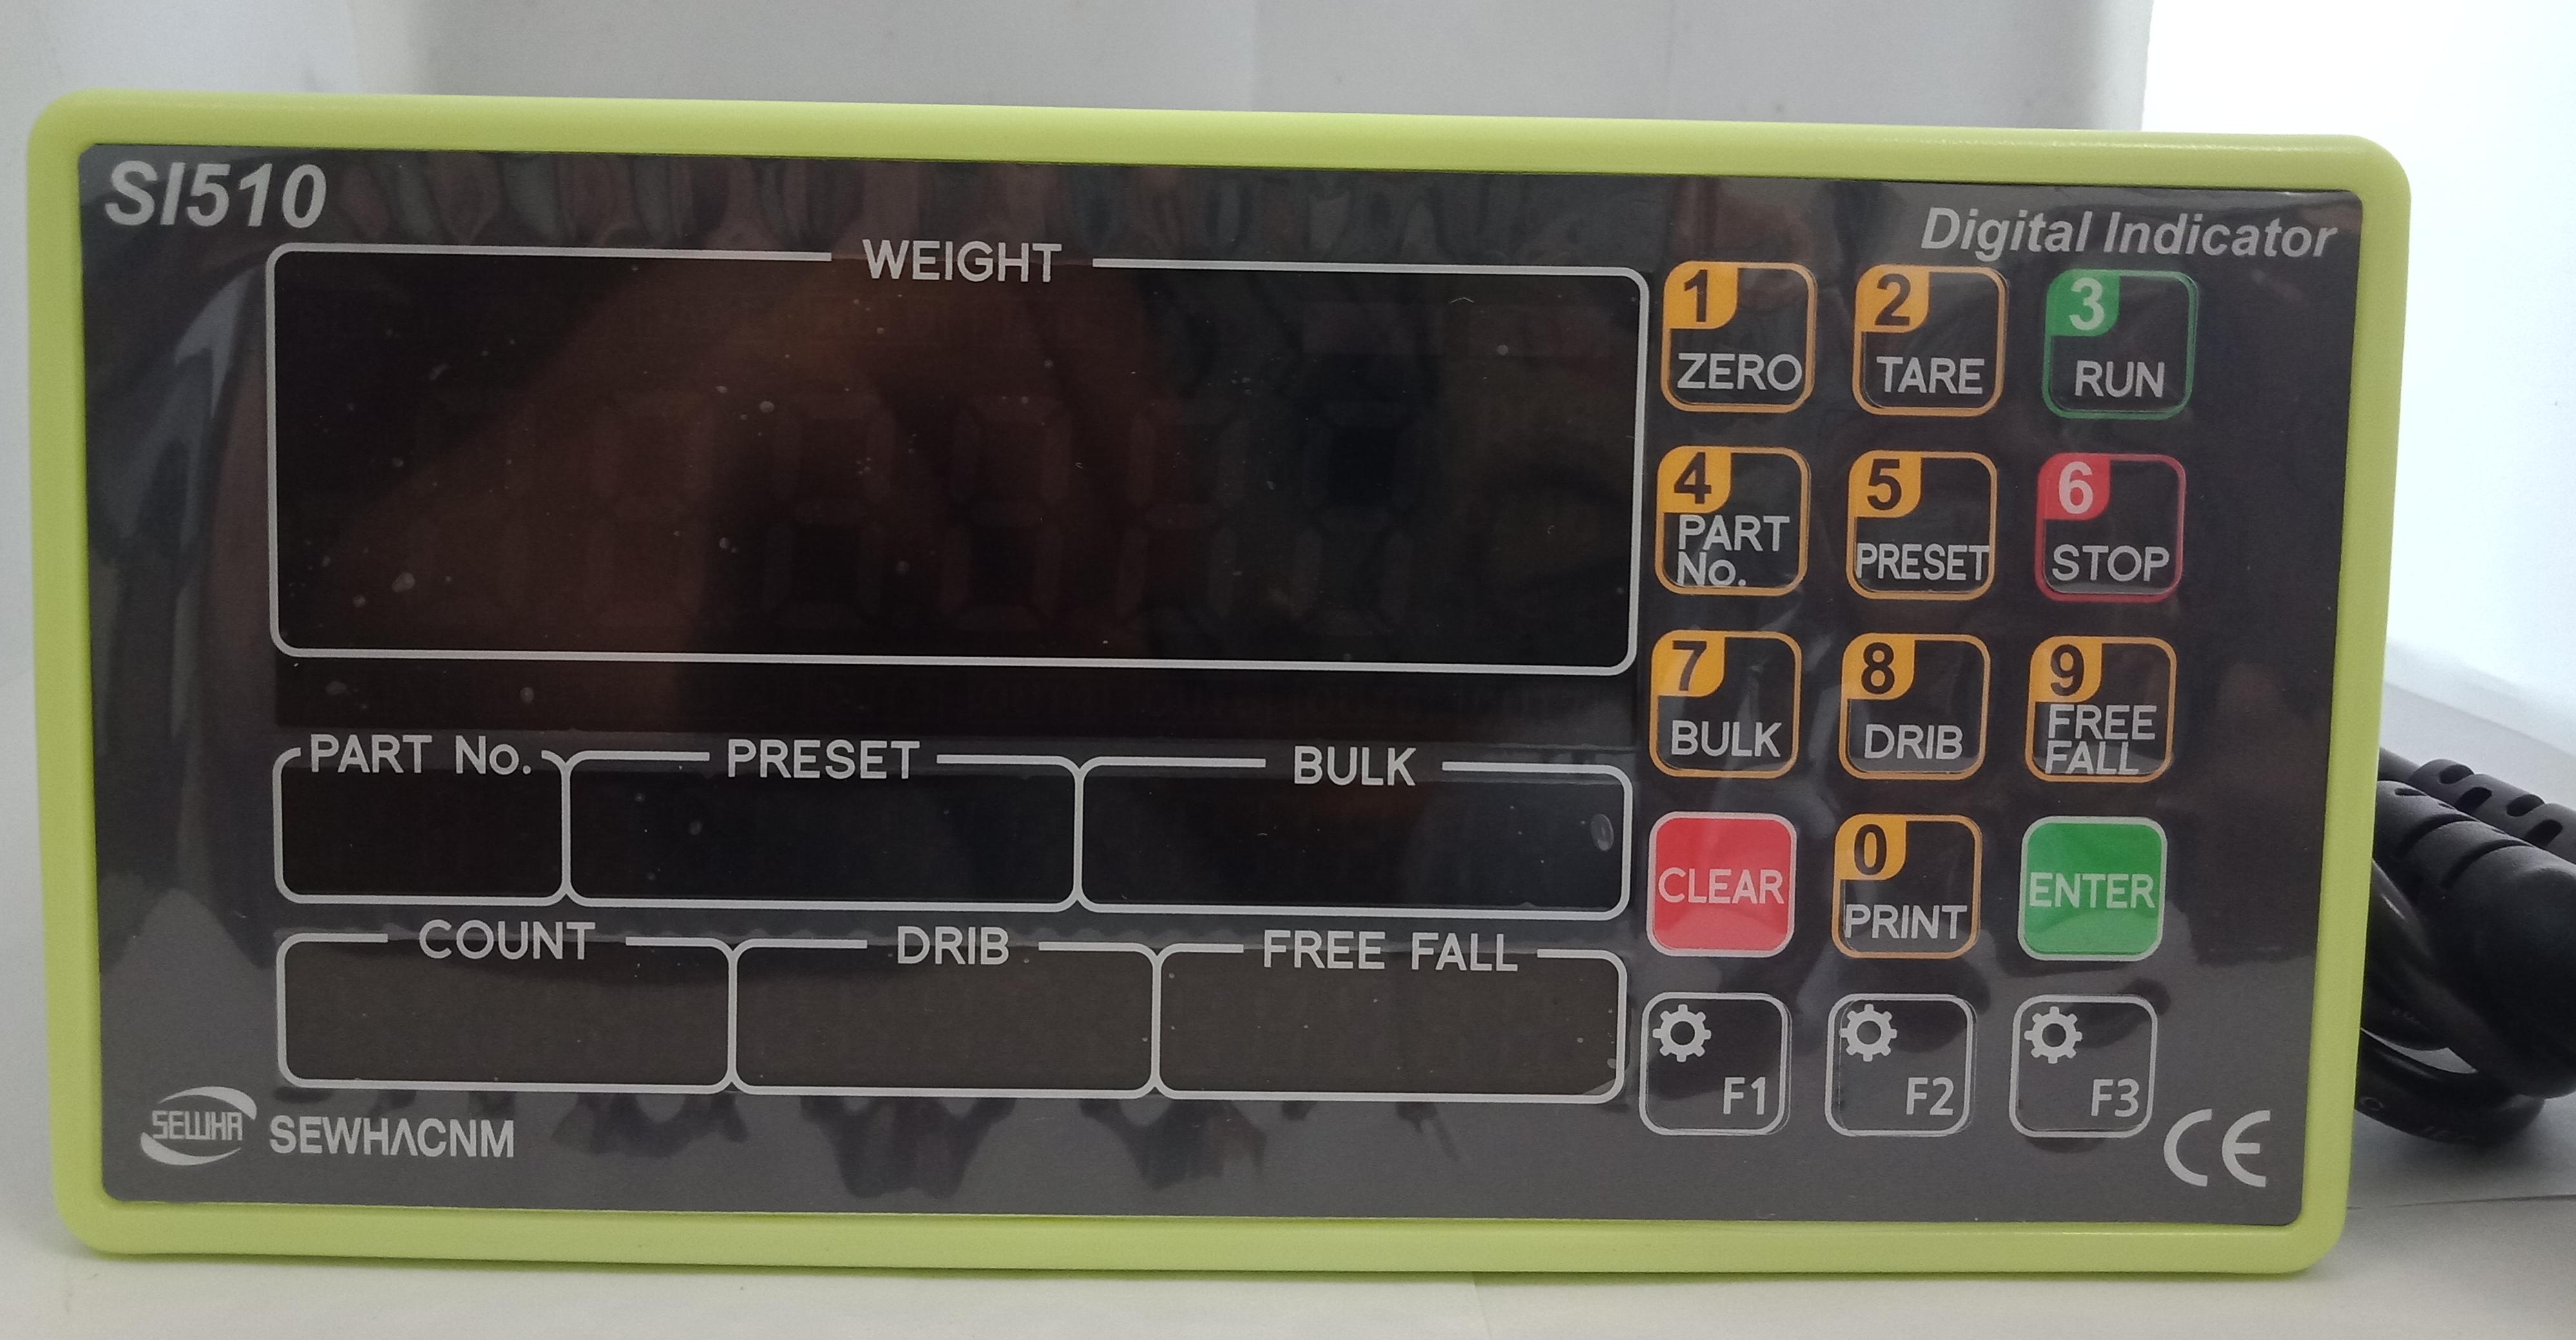 SI510
Digital Indicator
WEIGHT
PART No. PRESET BULK
COUNT DRIB FREE FALL
SEWHA SEWHACNM
1 ZERO
2 TARE
3 RUN
4 PART No.
5 PRESET
6 STOP
7 BULK
8 DRIB
9 FREE FALL
CLEAR
0 PRINT
ENTER
F1
F2
F3
CE